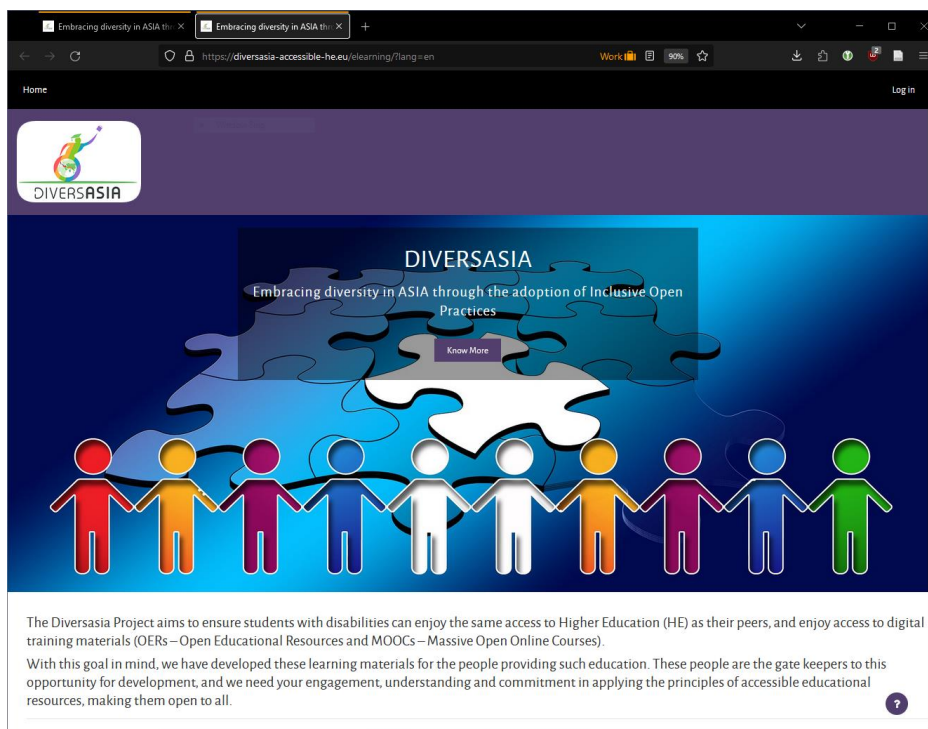 Embracing diversity in ASIA thr
Embracing diversity in ASIA thr
https://diversasia-accessible-he.eu/elearning/?lang=en
Work
90%
2
Home
Log in
DIVERSASIA
DIVERSASIA
Embracing diversity in ASIA through the adoption of Inclusive Open
Practices
Know More
The Diversasia Project aims to ensure students with disabilities can enjoy the same access to Higher Education (HE) as their peers, and enjoy access to digital
training materials (OERs – Open Educational Resources and MOOCs – Massive Open Online Courses).
With this goal in mind, we have developed these learning materials for the people providing such education. These people are the gate keepers to this
opportunity for development, and we need your engagement, understanding and commitment in applying the principles of accessible educational
resources, making them open to all.
?